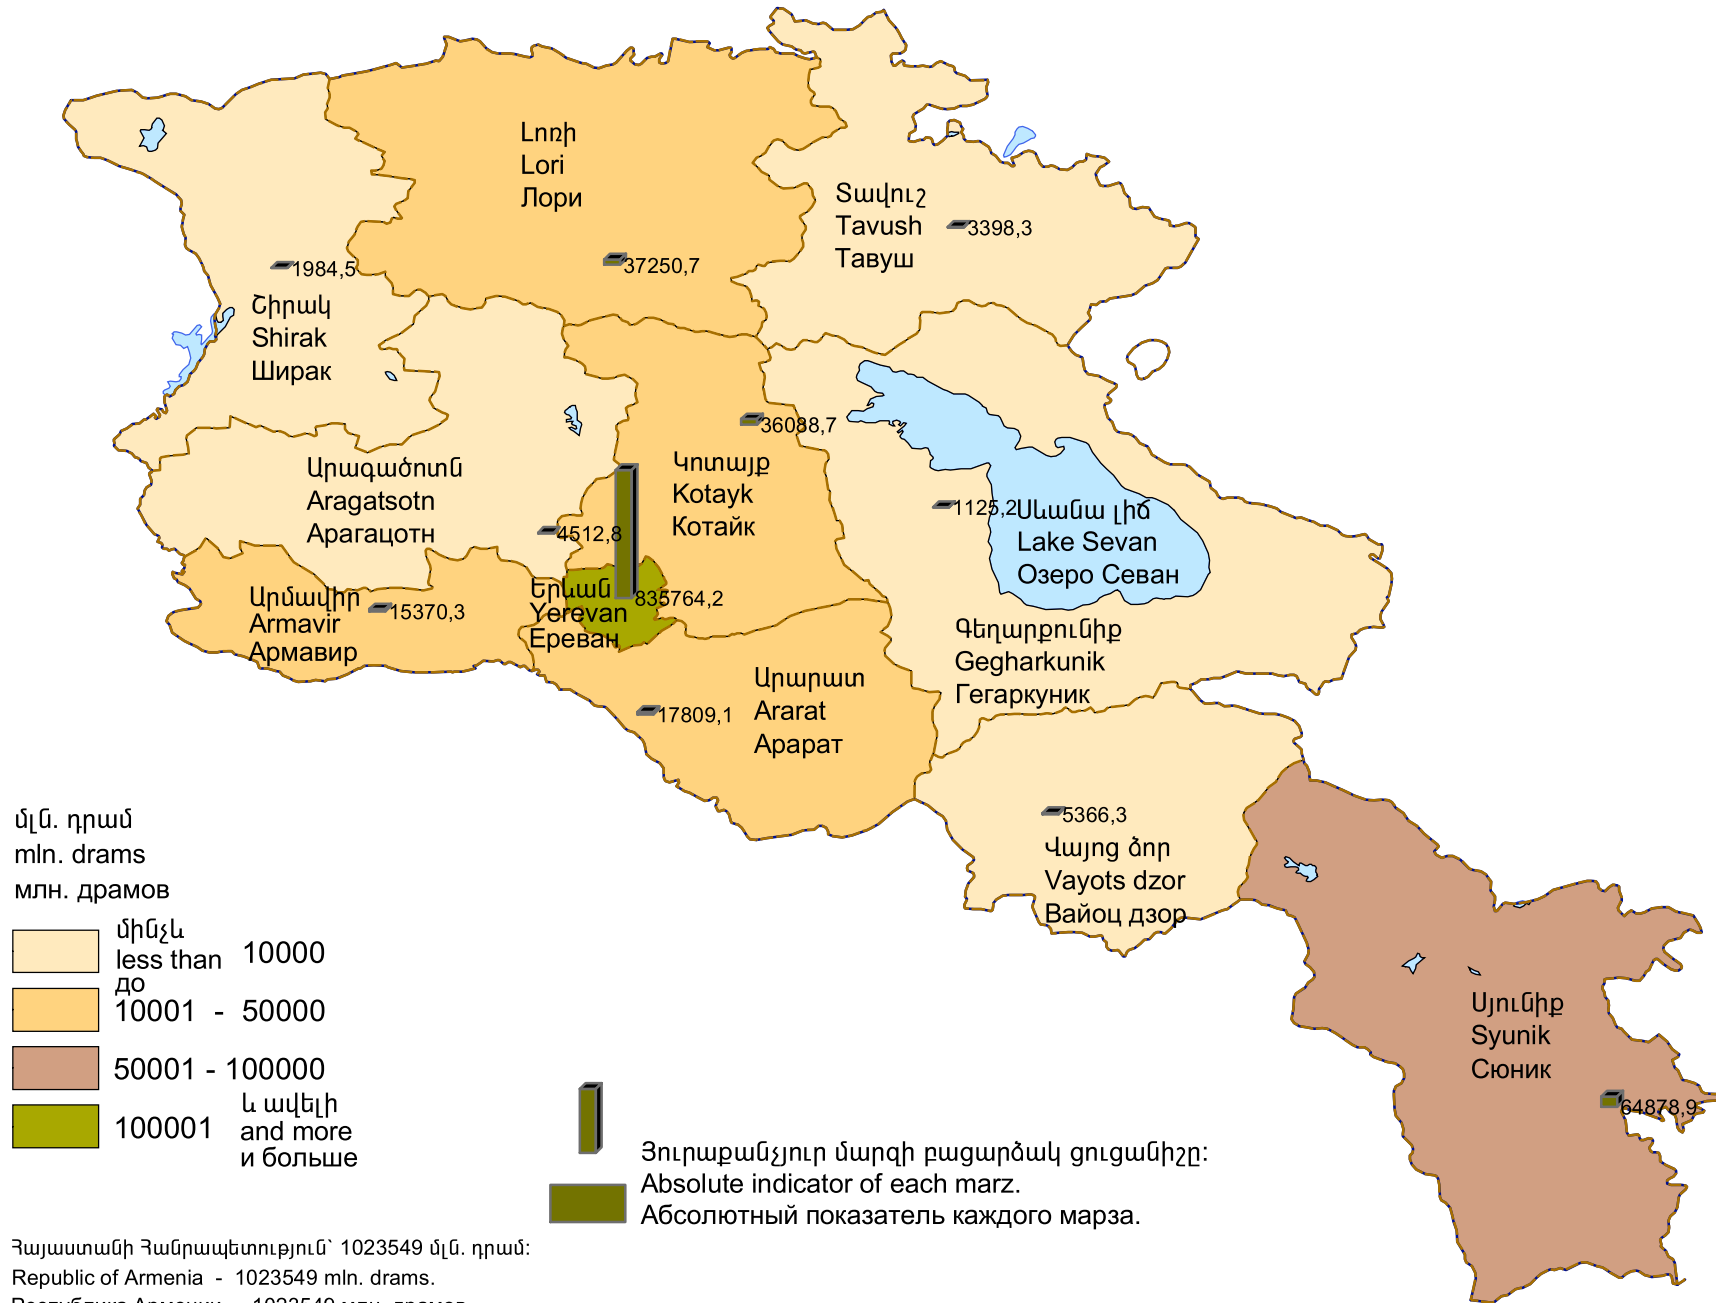 Լոռի
Lori
Лори
37250,7
Տավուշ
Tavush
Тавуш
3398,3
1984,5
Շիրակ
Shirak
Ширак
36088,7
Կոտայք
Kotayk
Котайк
Արագածոտն
Aragatsotn
Арагацотн
4512,8
1125,2
Սևանա լիճ
Lake Sevan
Озеро Севан
Արմավիր
Armavir
Армавир
15370,3
Երևան
Yerevan
Ереван
835764,2
Գեղարքունիք
Gegharkunik
Гегаркуник
Արարատ
Ararat
Арарат
17809,1
5366,3
Վայոց ձոր
Vayots dzor
Вайоц дзор
Սյունիք
Syunik
Сюник
64878,9
մլն. դրամ
mln. drams
млн. драмов
մինչև
less than 10000
до
10001 - 50000
50001 - 100000
100001 և ավելի
and more
и больше
Յուրաքանչյուր մարզի բացարձակ ցուցանիշը:
Absolute indicator of each marz.
Абсолютный показатель каждого марза.
Հայաստանի Հանրապետություն՝ 1023549 մլն. դրամ:
Republic of Armenia - 1023549 mln. drams.
Республика Армении - 1023549 млн. драмов